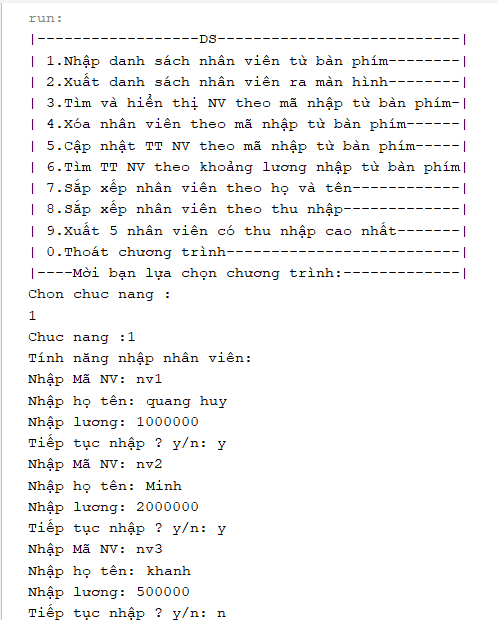 run:
|------------------DS--------------------------|
| 1.Nhập danh sách nhân viên từ bàn phím--------|
| 2.Xuất danh sách nhân viên ra màn hình--------|
| 3.Tìm và hiển thị NV theo mã nhập từ bàn phím-|
| 4.Xóa nhân viên theo mã nhập từ bàn phím------|
| 5.Cập nhật TT NV theo mã nhập từ bàn phím-----|
| 6.Tìm TT NV theo khoảng lương nhập từ bàn phím|
| 7.Sắp xếp nhân viên theo họ và tên------------|
| 8.Sắp xếp nhân viên theo thu nhập-------------|
| 9.Xuất 5 nhân viên có thu nhập cao nhất-------|
| 0.Thoát chương trình--------------------------|
|----Mời bạn lựa chọn chương trình:-------------|
Chon chuc nang :
1
Chuc nang :1
Tính năng nhập nhân viên:
Nhập Mã NV: nv1
Nhập họ tên: quang huy
Nhập lương: 1000000
Tiếp tục nhập ? y/n: y
Nhập Mã NV: nv2
Nhập họ tên: Minh
Nhập lương: 2000000
Tiếp tục nhập ? y/n: y
Nhập Mã NV: nv3
Nhập họ tên: khanh
Nhập lương: 500000
Tiếp tục nhập ? y/n: n